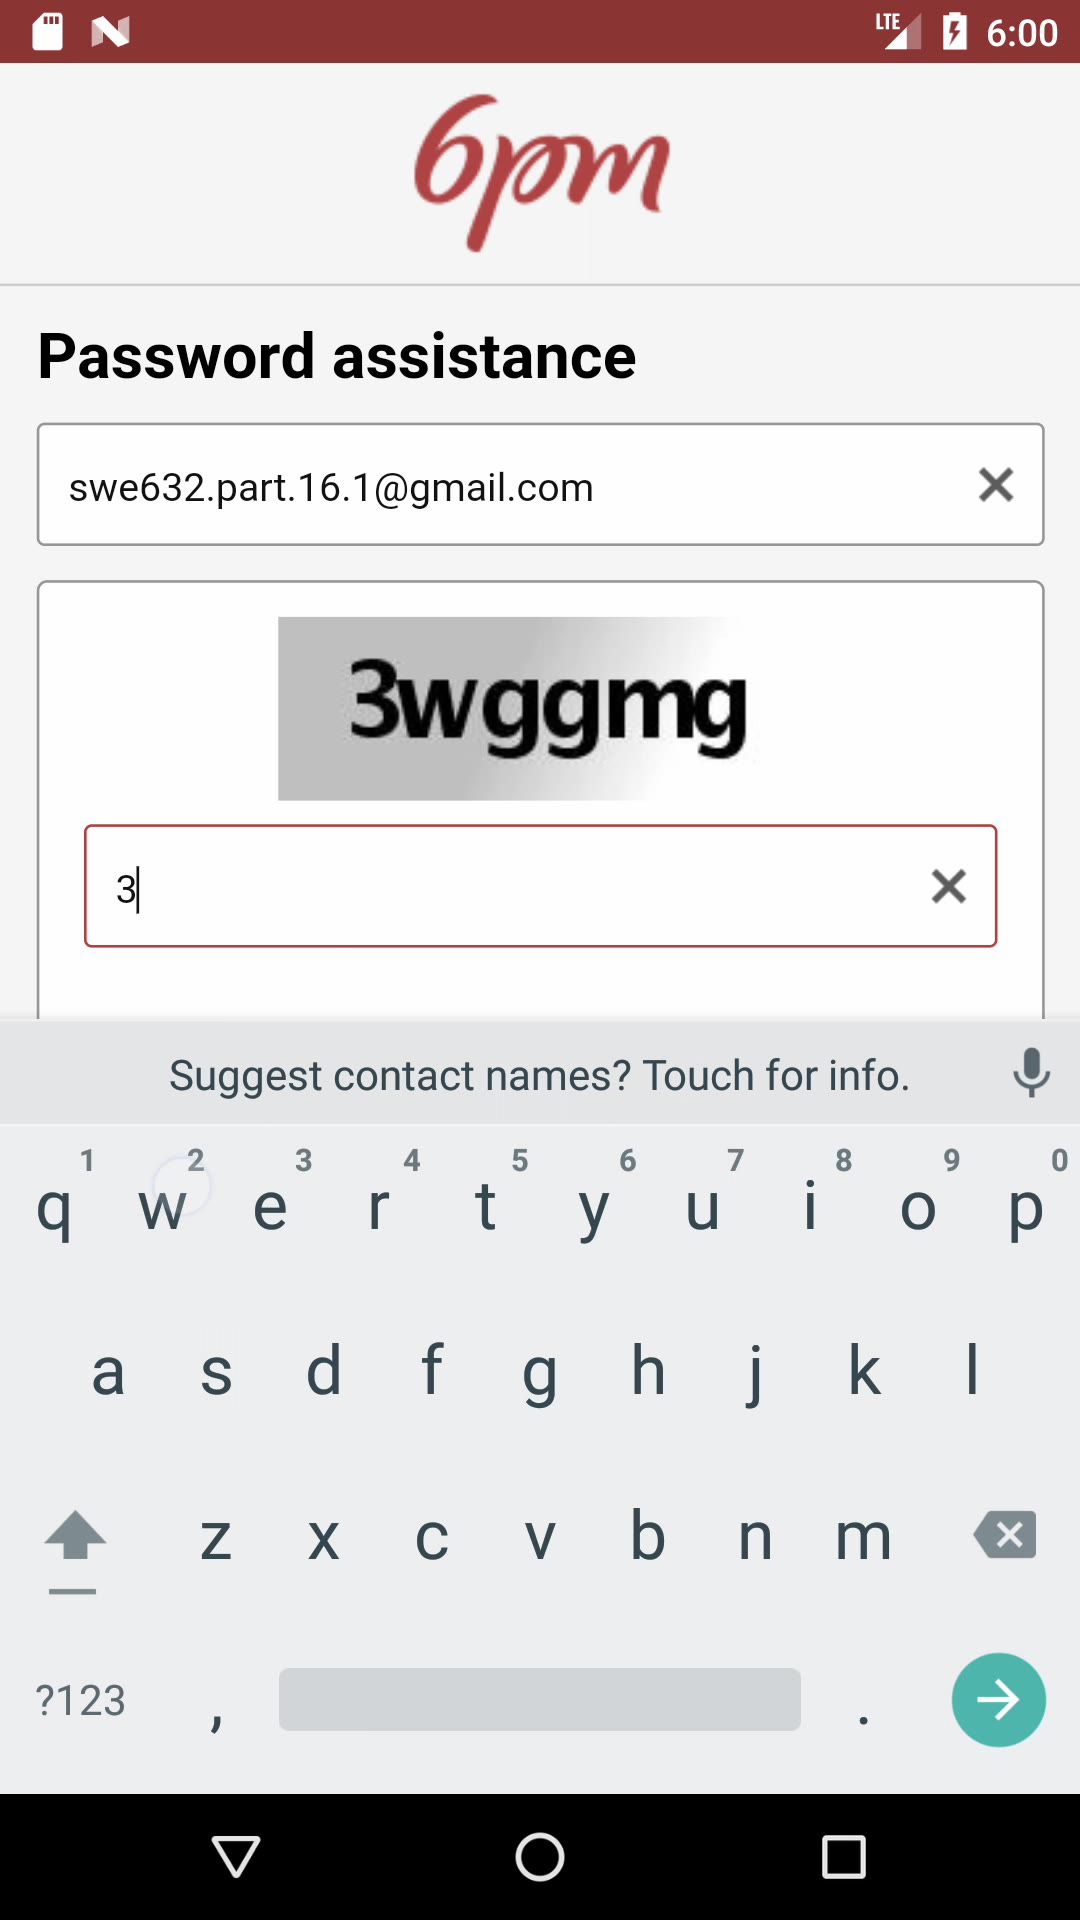 LTE 6:00
6pm
Password assistance
swe632.part.16.1@gmail.com
3wggmg
3
Suggest contact names? Touch for info.
1 2 3 4 5 6 7 8 9 0
q w e r t y u i o p
a s d f g h j k l
z x c v b n m
?123 , .